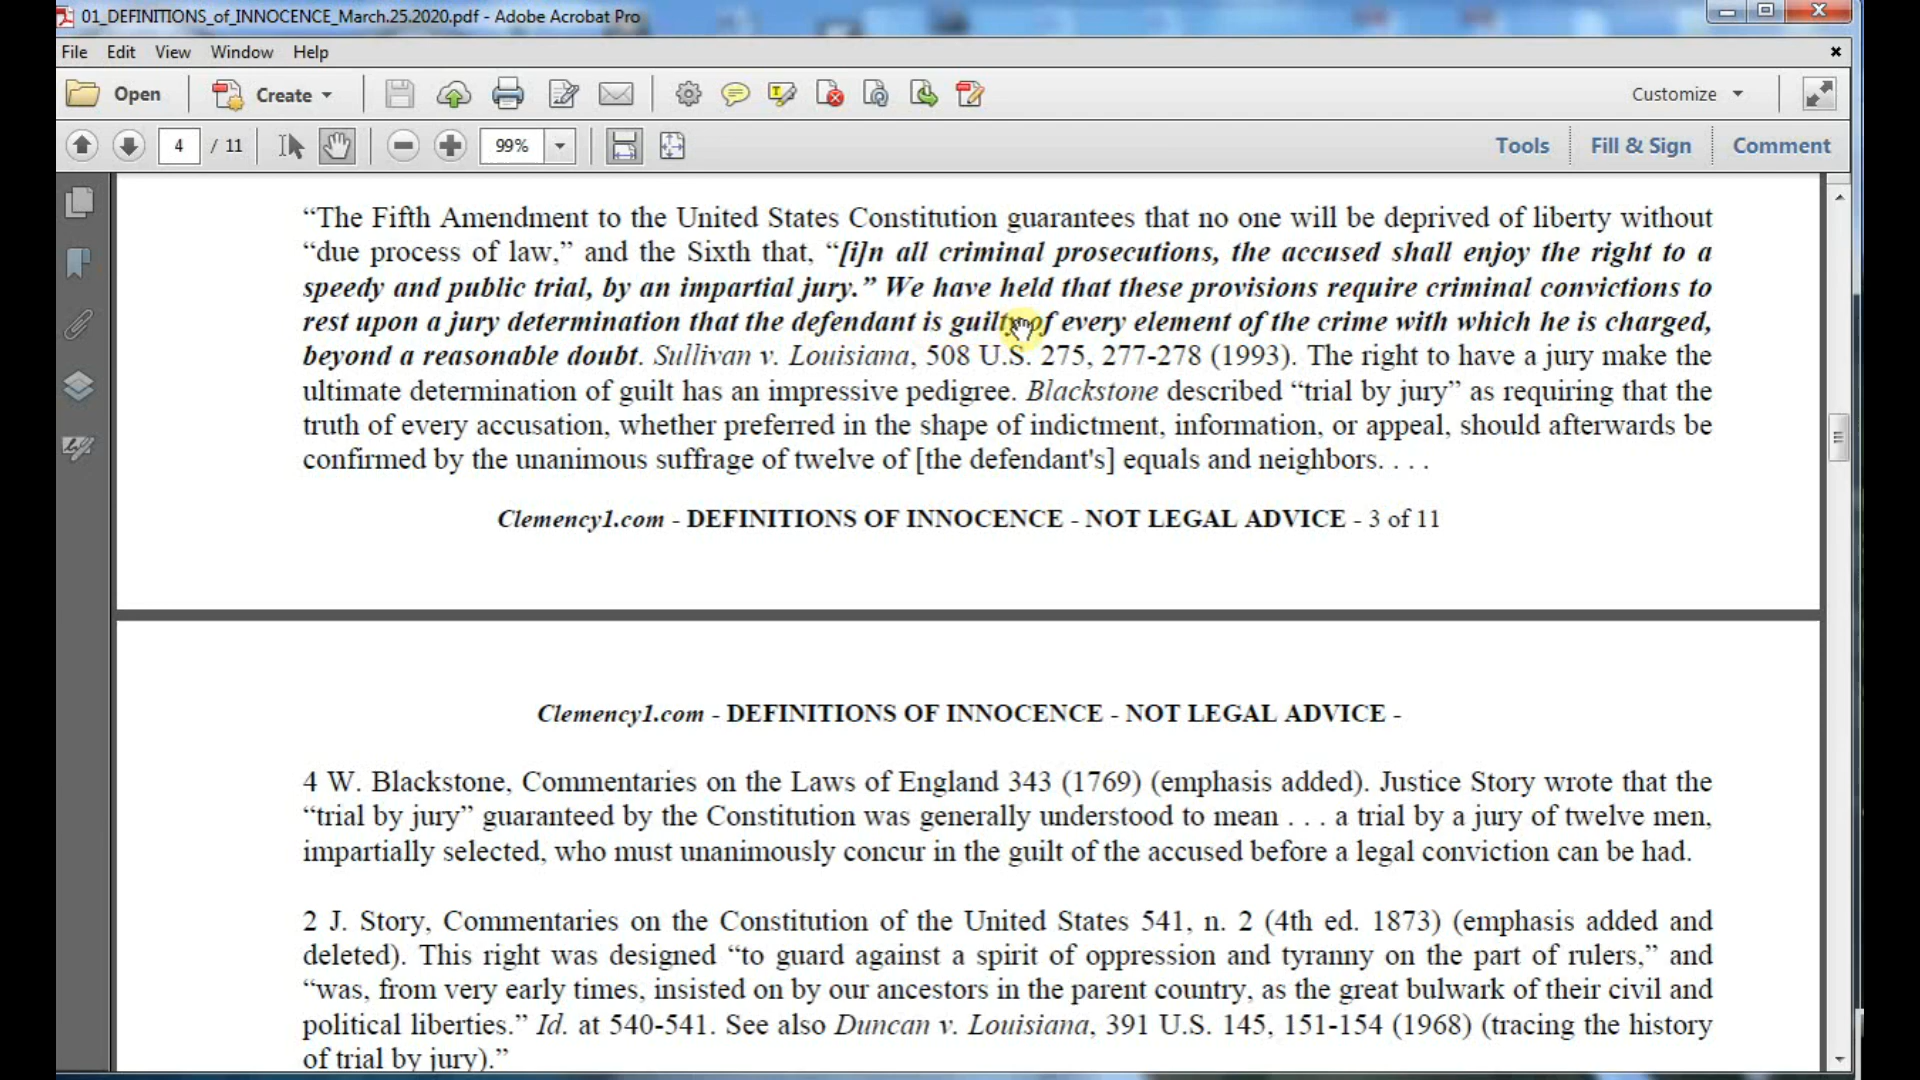 01_DEFINITIONS_of_INNOCENCE_March.25.2020.pdf - Adobe Acrobat Pro
File Edit View Window Help
Open Create Customize
4 / 11 99% Tools Fill & Sign Comment
“The Fifth Amendment to the United States Constitution guarantees that no one will be deprived of liberty without
“due process of law,” and the Sixth that, “[i]n all criminal prosecutions, the accused shall enjoy the right to a
speedy and public trial, by an impartial jury.” We have held that these provisions require criminal convictions to
rest upon a jury determination that the defendant is guilty of every element of the crime with which he is charged,
beyond a reasonable doubt. Sullivan v. Louisiana, 508 U.S. 275, 277-278 (1993). The right to have a jury make the
ultimate determination of guilt has an impressive pedigree. Blackstone described “trial by jury” as requiring that the
truth of every accusation, whether preferred in the shape of indictment, information, or appeal, should afterwards be
confirmed by the unanimous suffrage of twelve of [the defendant's] equals and neighbors. . . .
Clemency1.com - DEFINITIONS OF INNOCENCE - NOT LEGAL ADVICE - 3 of 11
Clemency1.com - DEFINITIONS OF INNOCENCE - NOT LEGAL ADVICE -
4 W. Blackstone, Commentaries on the Laws of England 343 (1769) (emphasis added). Justice Story wrote that the
“trial by jury” guaranteed by the Constitution was generally understood to mean . . . a trial by a jury of twelve men,
impartially selected, who must unanimously concur in the guilt of the accused before a legal conviction can be had.
2 J. Story, Commentaries on the Constitution of the United States 541, n. 2 (4th ed. 1873) (emphasis added and
deleted). This right was designed “to guard against a spirit of oppression and tyranny on the part of rulers,” and
“was, from very early times, insisted on by our ancestors in the parent country, as the great bulwark of their civil and
political liberties.” Id. at 540-541. See also Duncan v. Louisiana, 391 U.S. 145, 151-154 (1968) (tracing the history
of trial by jury).”